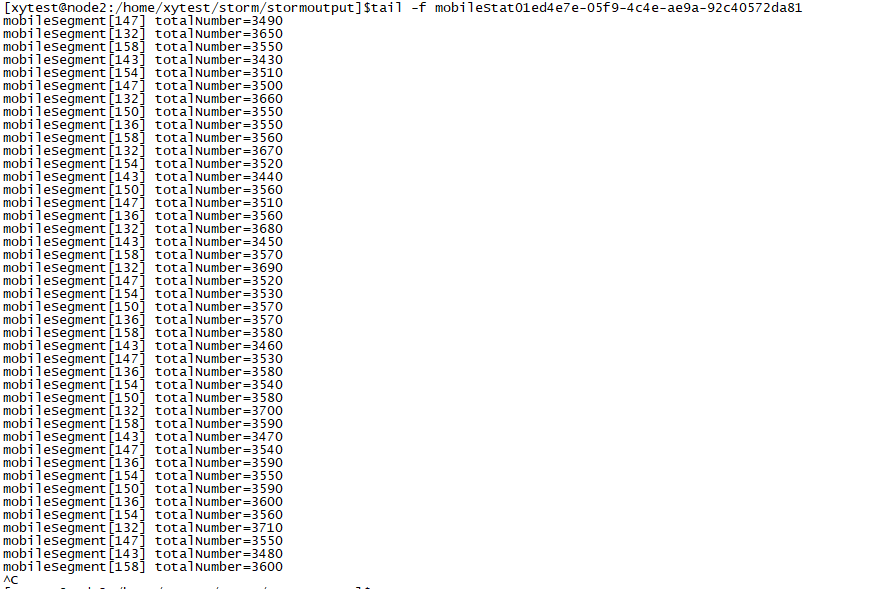 [xytest@node2:/home/xytest/storm/stormoutput]$tail -f mobileStat01ed4e7e-05f9-4c4e-ae9a-92c40572da81
mobileSegment[147] totalNumber=3490
mobileSegment[132] totalNumber=3650
mobileSegment[158] totalNumber=3550
mobileSegment[143] totalNumber=3430
mobileSegment[154] totalNumber=3510
mobileSegment[147] totalNumber=3500
mobileSegment[132] totalNumber=3660
mobileSegment[150] totalNumber=3550
mobileSegment[136] totalNumber=3550
mobileSegment[158] totalNumber=3560
mobileSegment[132] totalNumber=3670
mobileSegment[154] totalNumber=3520
mobileSegment[143] totalNumber=3440
mobileSegment[150] totalNumber=3560
mobileSegment[147] totalNumber=3510
mobileSegment[136] totalNumber=3560
mobileSegment[132] totalNumber=3680
mobileSegment[143] totalNumber=3450
mobileSegment[158] totalNumber=3570
mobileSegment[132] totalNumber=3690
mobileSegment[147] totalNumber=3520
mobileSegment[154] totalNumber=3530
mobileSegment[150] totalNumber=3570
mobileSegment[136] totalNumber=3570
mobileSegment[158] totalNumber=3580
mobileSegment[143] totalNumber=3460
mobileSegment[147] totalNumber=3530
mobileSegment[136] totalNumber=3580
mobileSegment[154] totalNumber=3540
mobileSegment[150] totalNumber=3580
mobileSegment[132] totalNumber=3700
mobileSegment[158] totalNumber=3590
mobileSegment[143] totalNumber=3470
mobileSegment[147] totalNumber=3540
mobileSegment[136] totalNumber=3590
mobileSegment[154] totalNumber=3550
mobileSegment[150] totalNumber=3590
mobileSegment[136] totalNumber=3600
mobileSegment[154] totalNumber=3560
mobileSegment[132] totalNumber=3710
mobileSegment[147] totalNumber=3550
mobileSegment[143] totalNumber=3480
mobileSegment[158] totalNumber=3600
^C